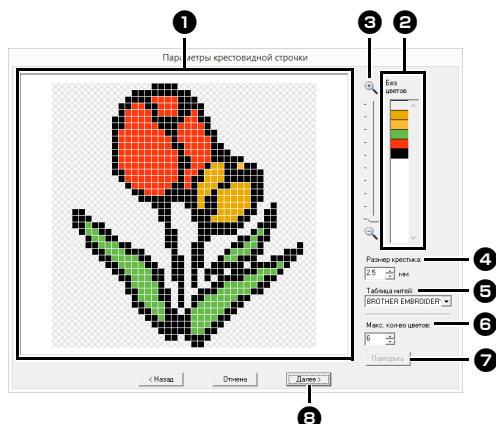 1
3
2
Параметры крестовидной строчки
Без
цветов
Размер крестика:
4
2.5 мм
Таблица нитей:
5
BROTHER EMBROIDERY
Макс. кол-во цветов:
6
6
Повторить
7
< Назад Отмена Далее >
8